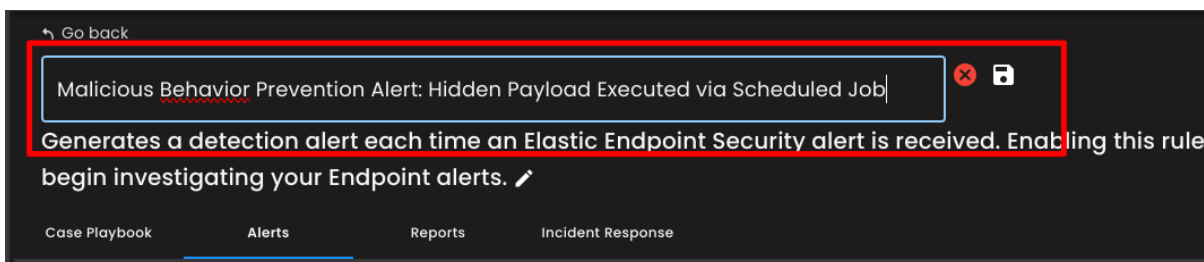 Go back
Malicious Behavior Prevention Alert: Hidden Payload Executed via Scheduled Job
Generates a detection alert each time an Elastic Endpoint Security alert is received. Enabling this rule
begin investigating your Endpoint alerts.
Case Playbook Alerts Reports Incident Response